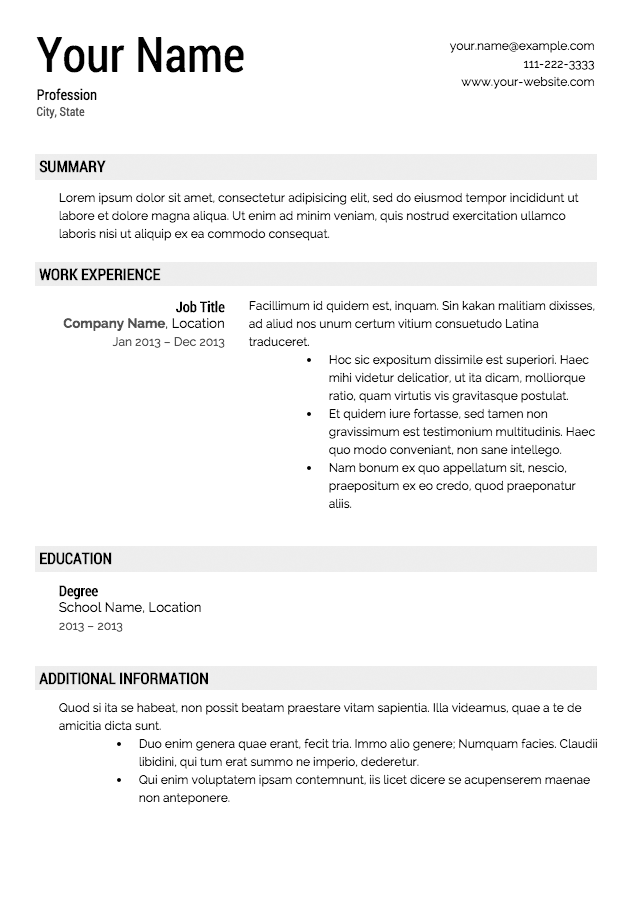 Your Name
Profession
City, State
your.name@example.com
111-222-3333
www.your-website.com
SUMMARY
Lorem ipsum dolor sit amet, consectetur adipisicing elit, sed do eiusmod tempor incididunt ut
labore et dolore magna aliqua. Ut enim ad minim veniam, quis nostrud exercitation ullamco
laboris nisi ut aliquip ex ea commodo consequat.
WORK EXPERIENCE
Job Title
Company Name, Location
Jan 2013 – Dec 2013
Facillimum id quidem est, inquam. Sin kakan malitiam dixisses,
ad aliud nos unum certum vitium consuetudo Latina
traduceret.
• Hoc sic expositum dissimile est superiori. Haec
mihi videtur delicatior, ut ita dicam, molliorque
ratio, quam virtutis vis gravitasque postulat.
• Et quidem iure fortasse, sed tamen non
gravissimum est testimonium multitudinis. Haec
quo modo conveniant, non sane intellego.
• Nam bonum ex quo appellatum sit, nescio,
praepositum ex eo credo, quod praeponatur
aliis.
EDUCATION
Degree
School Name, Location
2013 – 2013
ADDITIONAL INFORMATION
Quod si ita se habeat, non possit beatam praestare vitam sapientia. Illa videamus, quae a te de
amicitia dicta sunt.
• Duo enim genera quae erant, fecit tria. Immo alio genere; Numquam facies. Claudii
libidini, qui tum erat summo ne imperio, dederetur.
• Qui enim voluptatem ipsam contemnunt, iis licet dicere se acupenserem maenae
non anteponere.